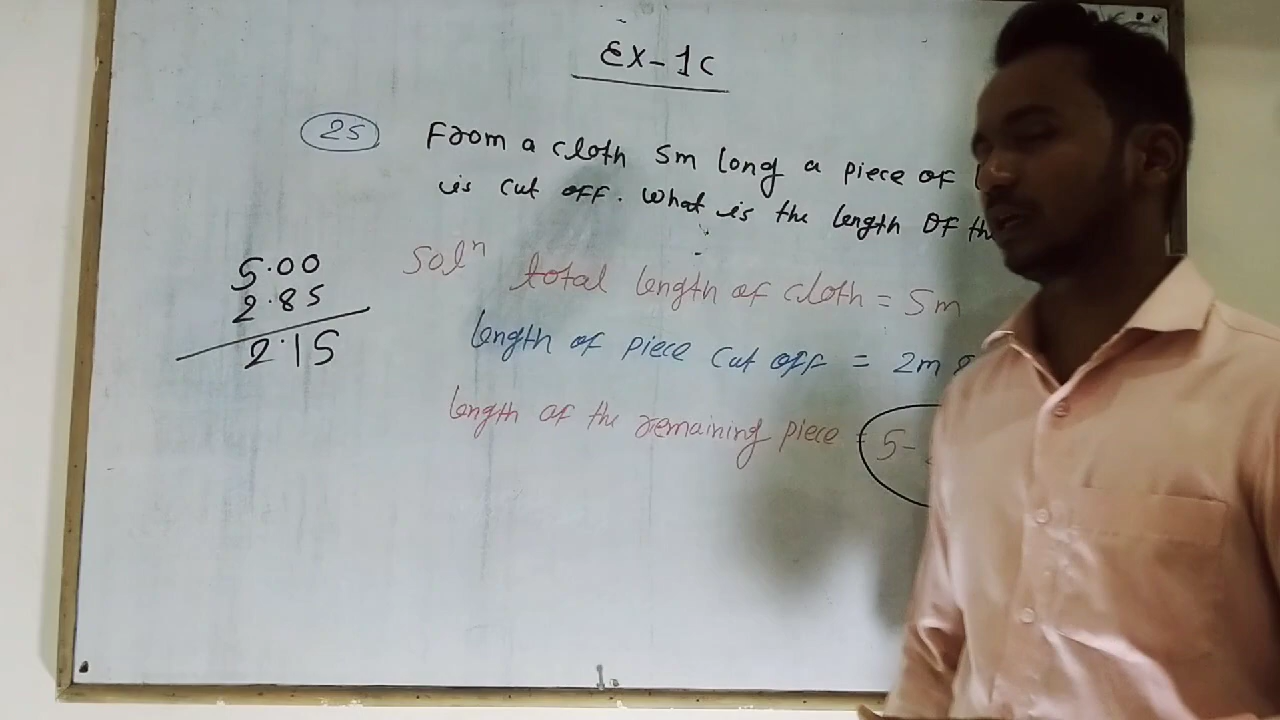 EX-1C
25 From a cloth 5m long a piece of
is cut off. What is the length of
Solⁿ total length of cloth = 5m
length of piece cut off = 2m
length of the remaining piece = 5-
5.00
2.85
2.15